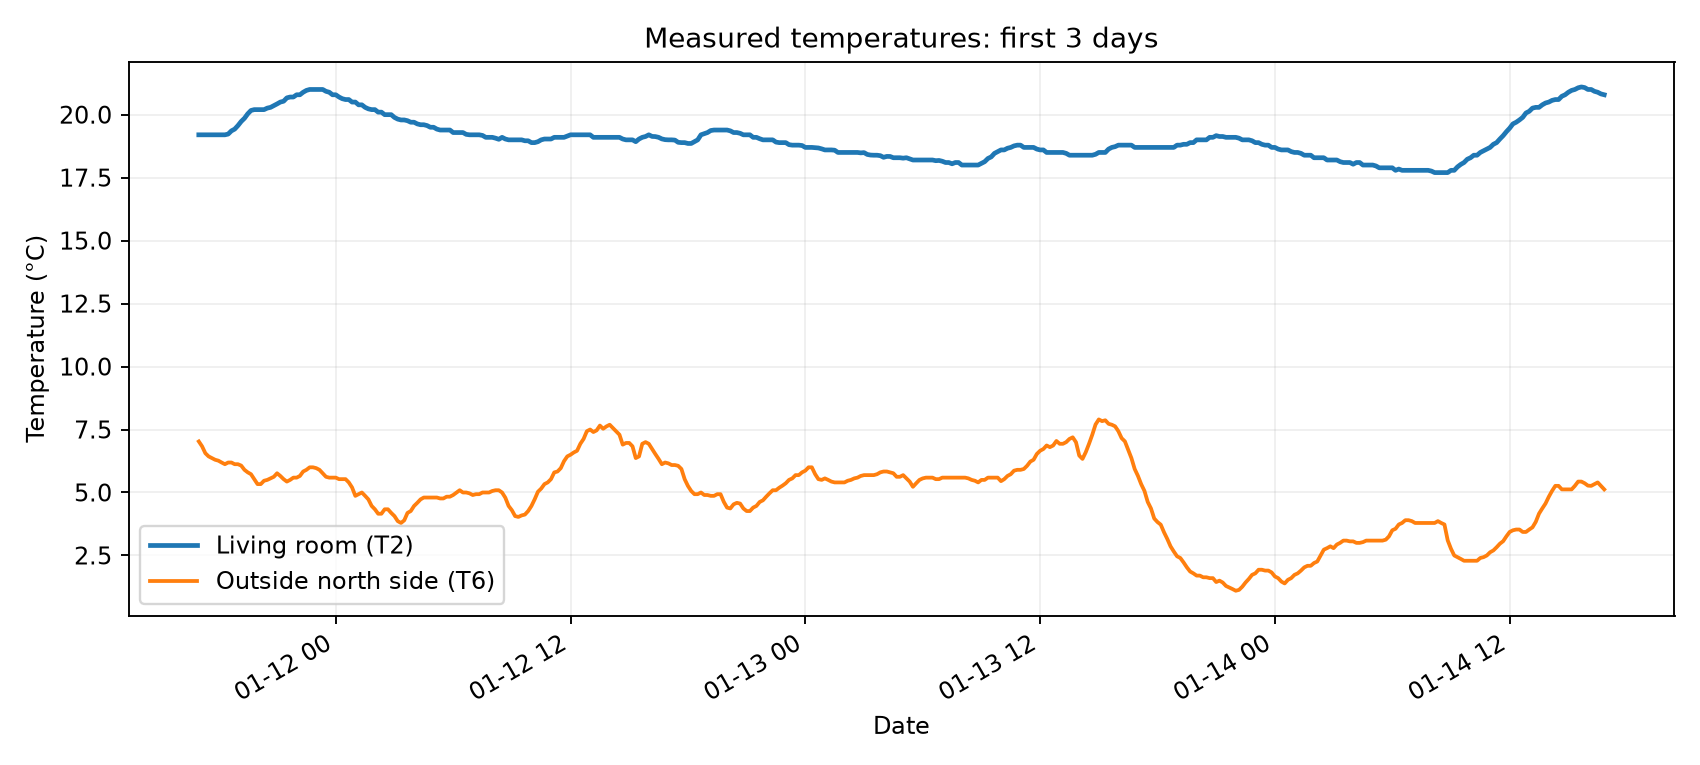 Measured temperatures: first 3 days
Temperature (°C)
20.0
17.5
15.0
12.5
10.0
7.5
5.0
2.5
Living room (T2)
Outside north side (T6)
01-12 00
01-12 12
01-13 00
01-13 12
01-14 00
01-14 12
Date